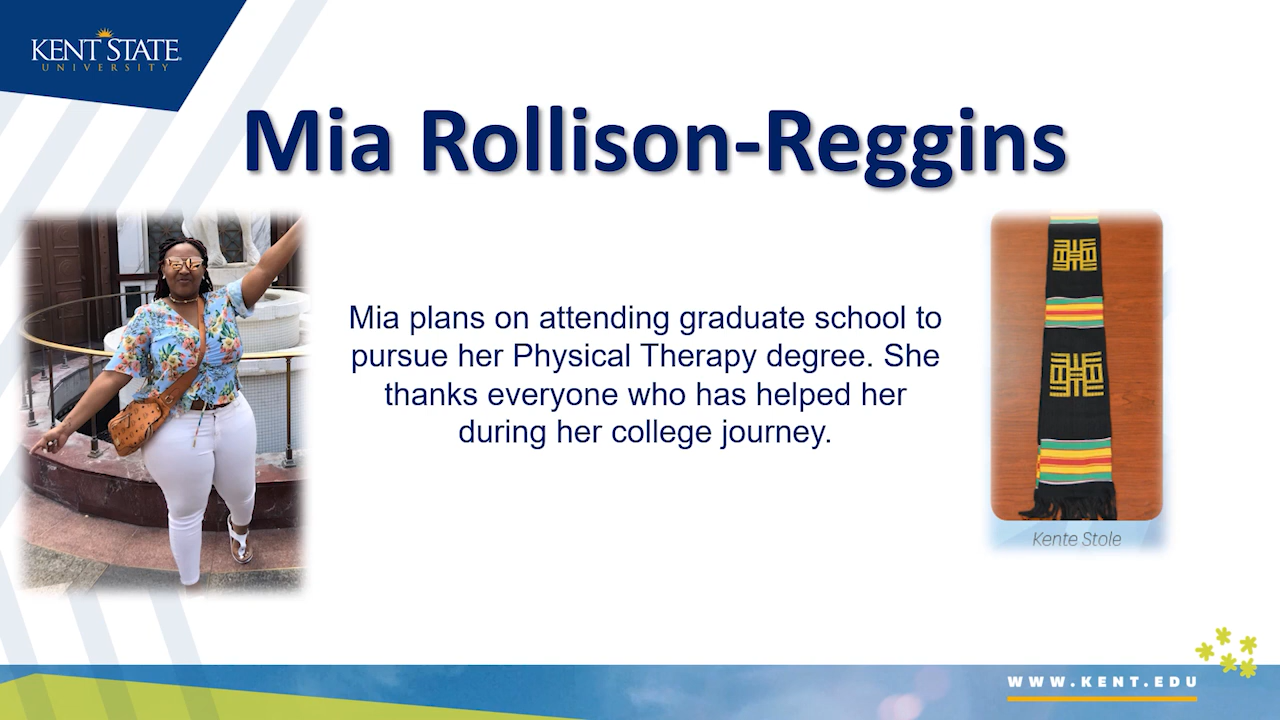 KENT STATE
UNIVERSITY
Mia Rollison-Reggins
Mia plans on attending graduate school to
pursue her Physical Therapy degree. She
thanks everyone who has helped her
during her college journey.
Kente Stole
WWW.KENT.EDU